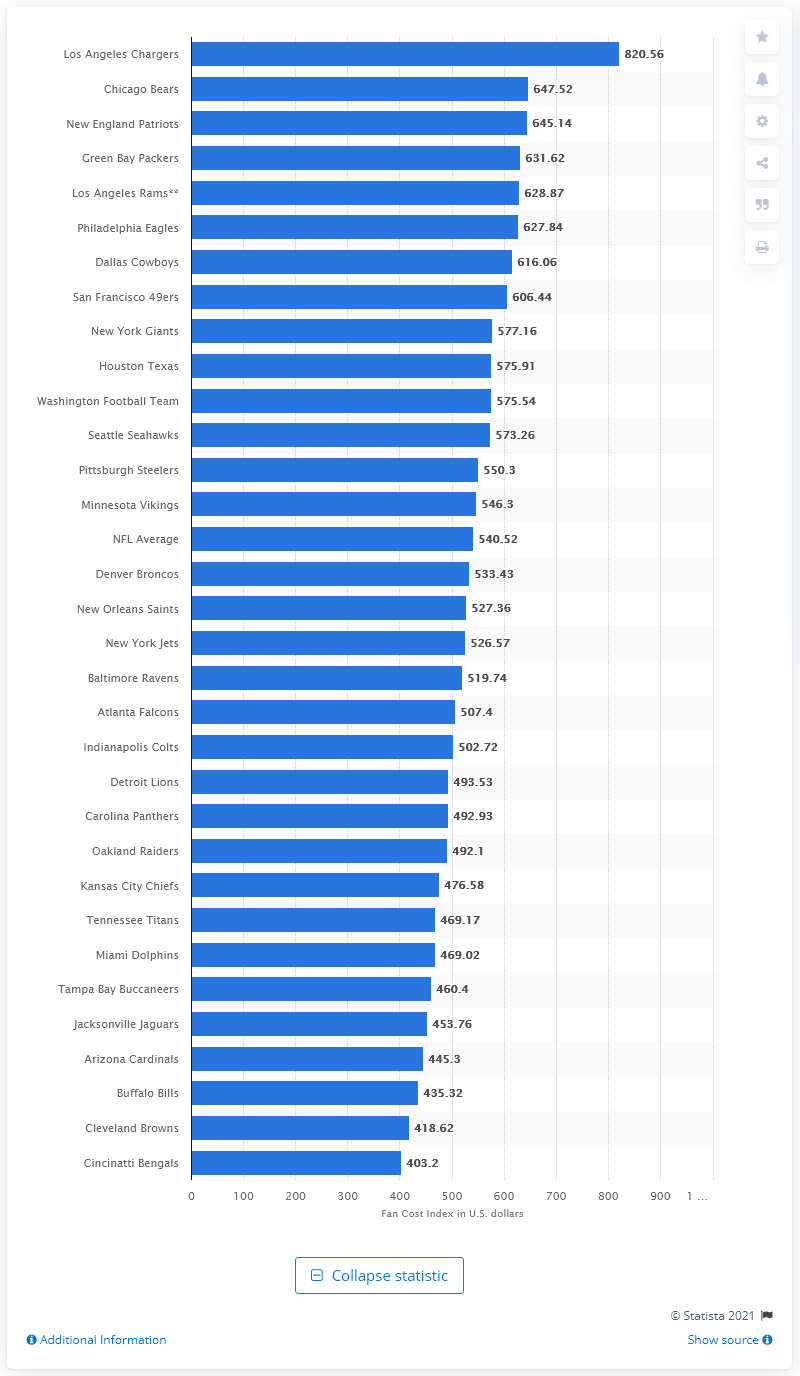 Los Angeles Chargers 820.56
Chicago Bears 647.52
New England Patriots 645.14
Green Bay Packers 631.62
Los Angeles Rams** 628.87
Philadelphia Eagles 627.84
Dallas Cowboys 616.06
San Francisco 49ers 606.44
New York Giants 577.16
Houston Texas 575.91
Washington Football Team 575.54
Seattle Seahawks 573.26
Pittsburgh Steelers 550.3
Minnesota Vikings 546.3
NFL Average 540.52
Denver Broncos 533.43
New Orleans Saints 527.36
New York Jets 526.57
Baltimore Ravens 519.74
Atlanta Falcons 507.4
Indianapolis Colts 502.72
Detroit Lions 493.53
Carolina Panthers 492.93
Oakland Raiders 492.1
Kansas City Chiefs 476.58
Tennessee Titans 469.17
Miami Dolphins 469.02
Tampa Bay Buccaneers 460.4
Jacksonville Jaguars 453.76
Arizona Cardinals 445.3
Buffalo Bills 435.32
Cleveland Browns 418.62
Cincinatti Bengals 403.2
0 100 200 300 400 500 600 700 800 900 1 ...
Fan Cost Index in U.S. dollars
Collapse statistic
© Statista 2021
Additional Information Show source